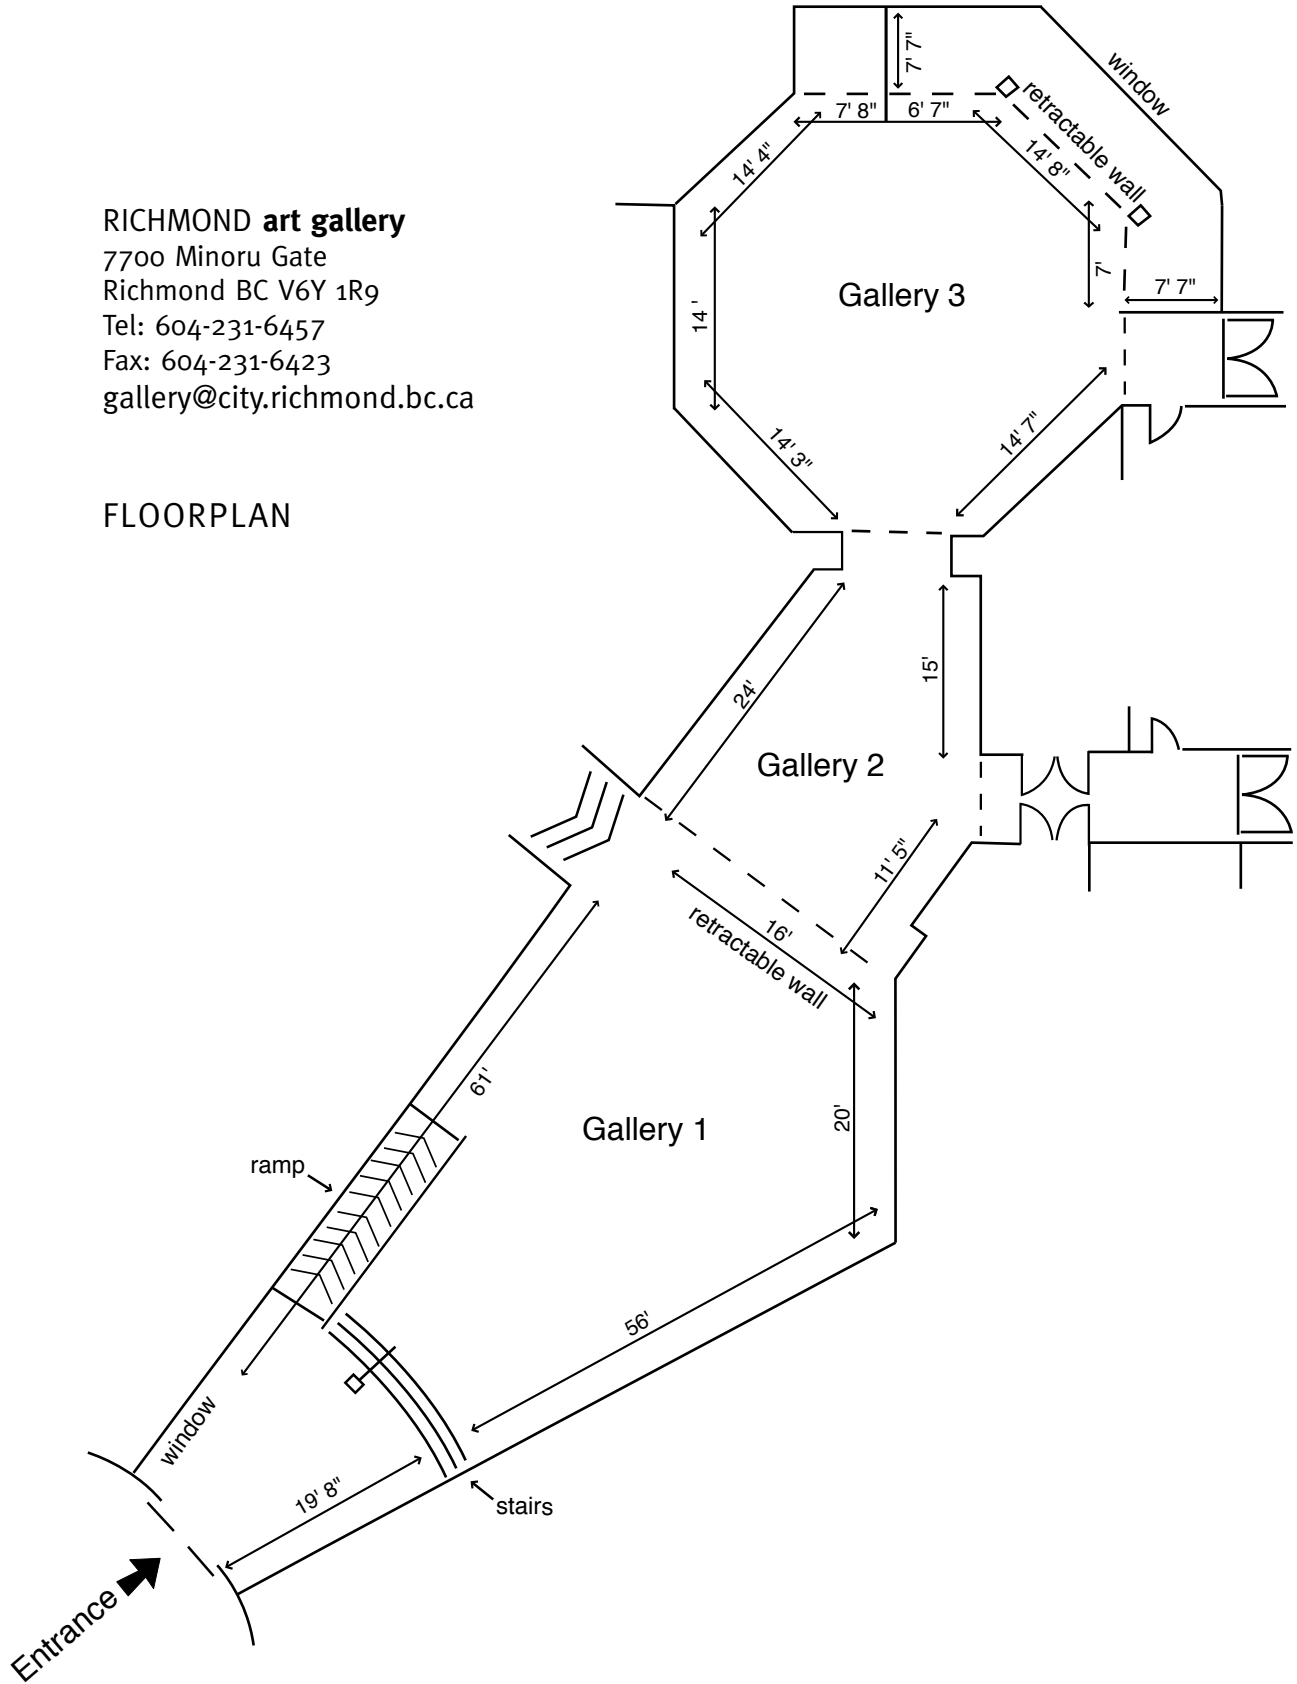 RICHMOND art gallery
7700 Minoru Gate
Richmond BC V6Y 1R9
Tel: 604-231-6457
Fax: 604-231-6423
gallery@city.richmond.bc.ca
FLOORPLAN
7' 7"
window
retractable wall
7' 8"
6' 7"
14' 4"
14' 8"
7'
7' 7"
Gallery 3
14 '
14' 3"
14' 7"
24'
15'
Gallery 2
11' 5"
16'
retractable wall
61'
Gallery 1
20'
ramp
56'
window
19' 8"
stairs
Entrance